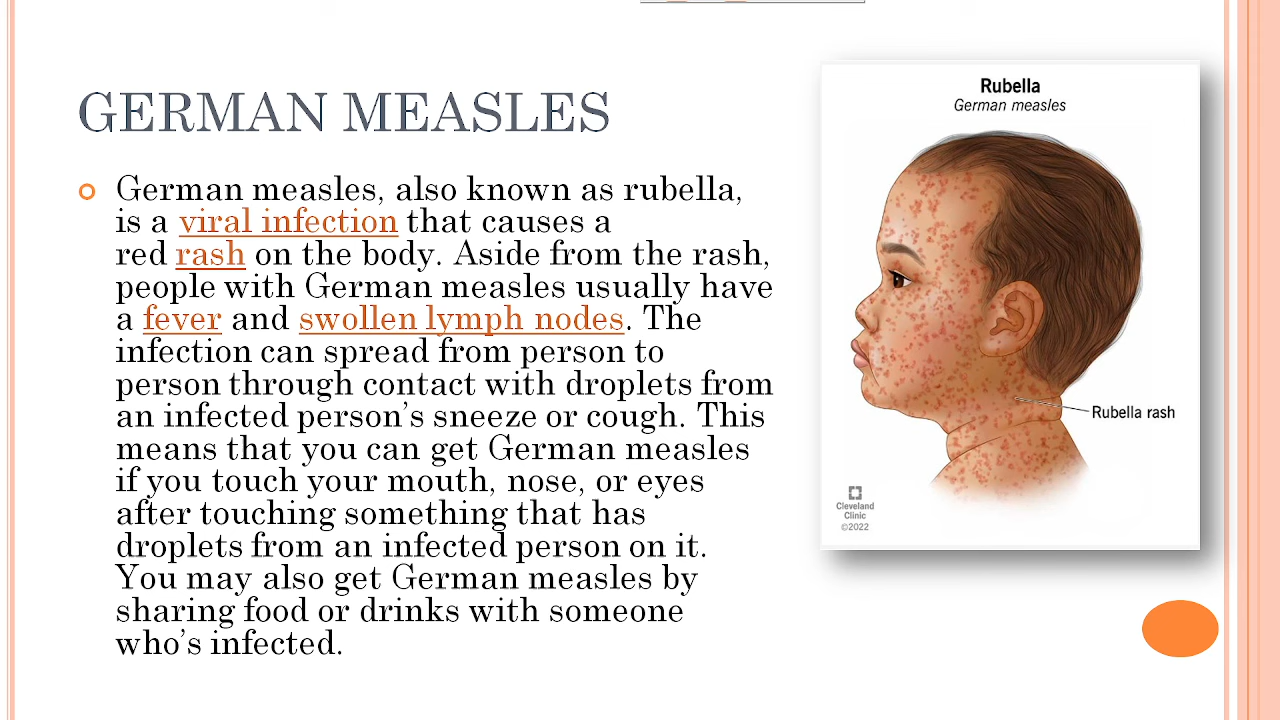 GERMAN MEASLES
German measles, also known as rubella,
is a viral infection that causes a
red rash on the body. Aside from the rash,
people with German measles usually have
a fever and swollen lymph nodes. The
infection can spread from person to
person through contact with droplets from
an infected person’s sneeze or cough. This
means that you can get German measles
if you touch your mouth, nose, or eyes
after touching something that has
droplets from an infected person on it.
You may also get German measles by
sharing food or drinks with someone
who’s infected.
Rubella
German measles
Rubella rash
Cleveland
Clinic
©2022